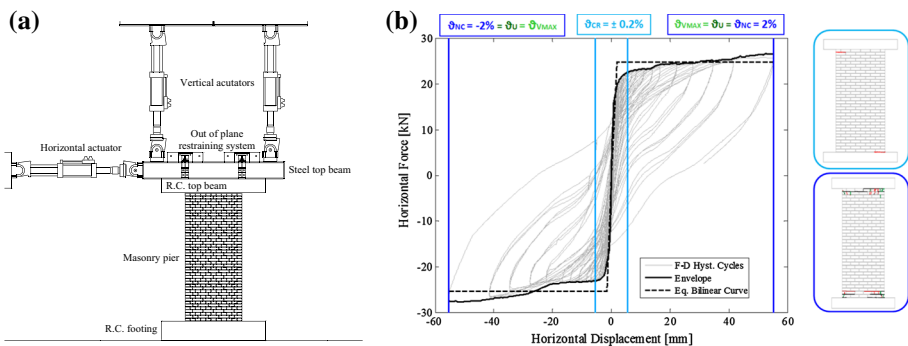 (a)
Vertical acutators
Horizontal actuator
Out of plane
restraining system
Steel top beam
R.C. top beam
Masonry pier
R.C. footing
(b)
ϑNC = -2% = ϑU = ϑVMAX
ϑCR = ± 0.2%
ϑVMAX = ϑU = ϑNC = 2%
Horizontal Force [kN]
30
20
10
0
-10
-20
-30
F-D Hyst. Cycles
Envelope
Eq. Bilinear Curve
-60
-40
-20
0
20
40
60
Horizontal Displacement [mm]